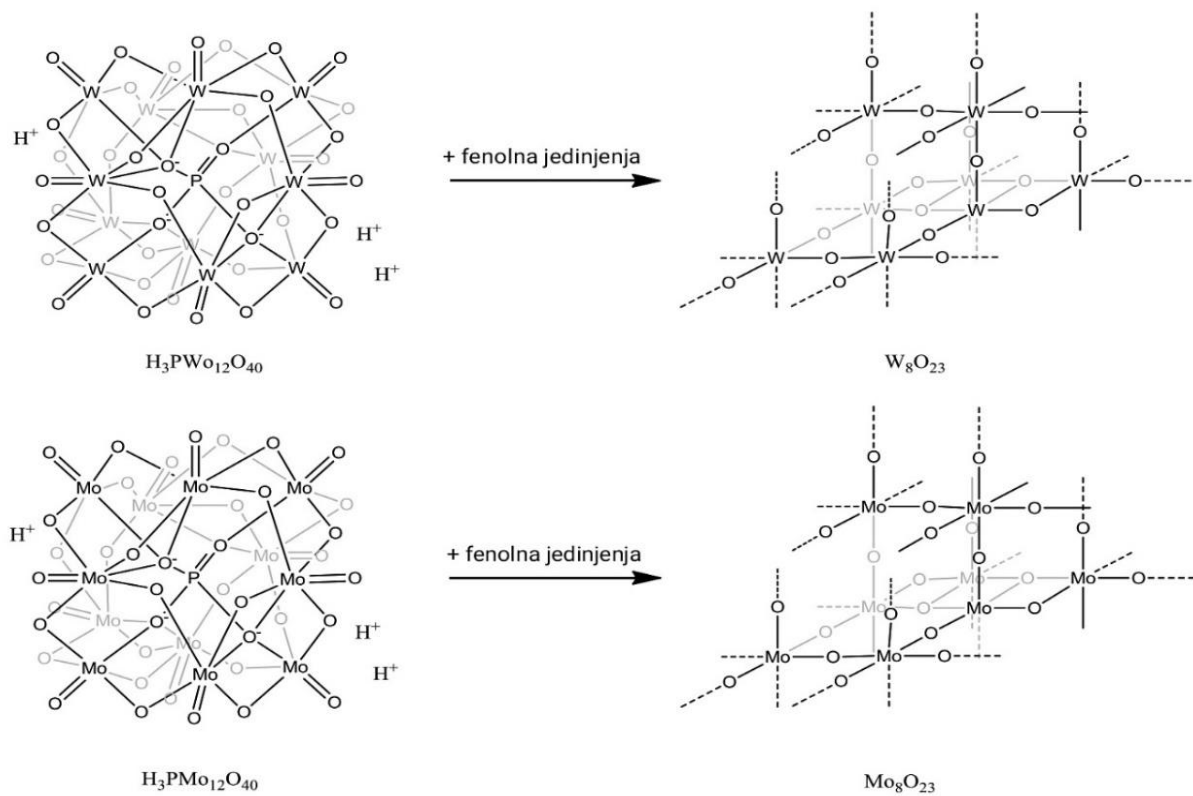 H⁺
+ fenolna jedinjenja
H⁺
H⁺
H₃PWo₁₂O₄₀
W₈O₂₃
H⁺
+ fenolna jedinjenja
H⁺
H⁺
H₃PMo₁₂O₄₀
Mo₈O₂₃